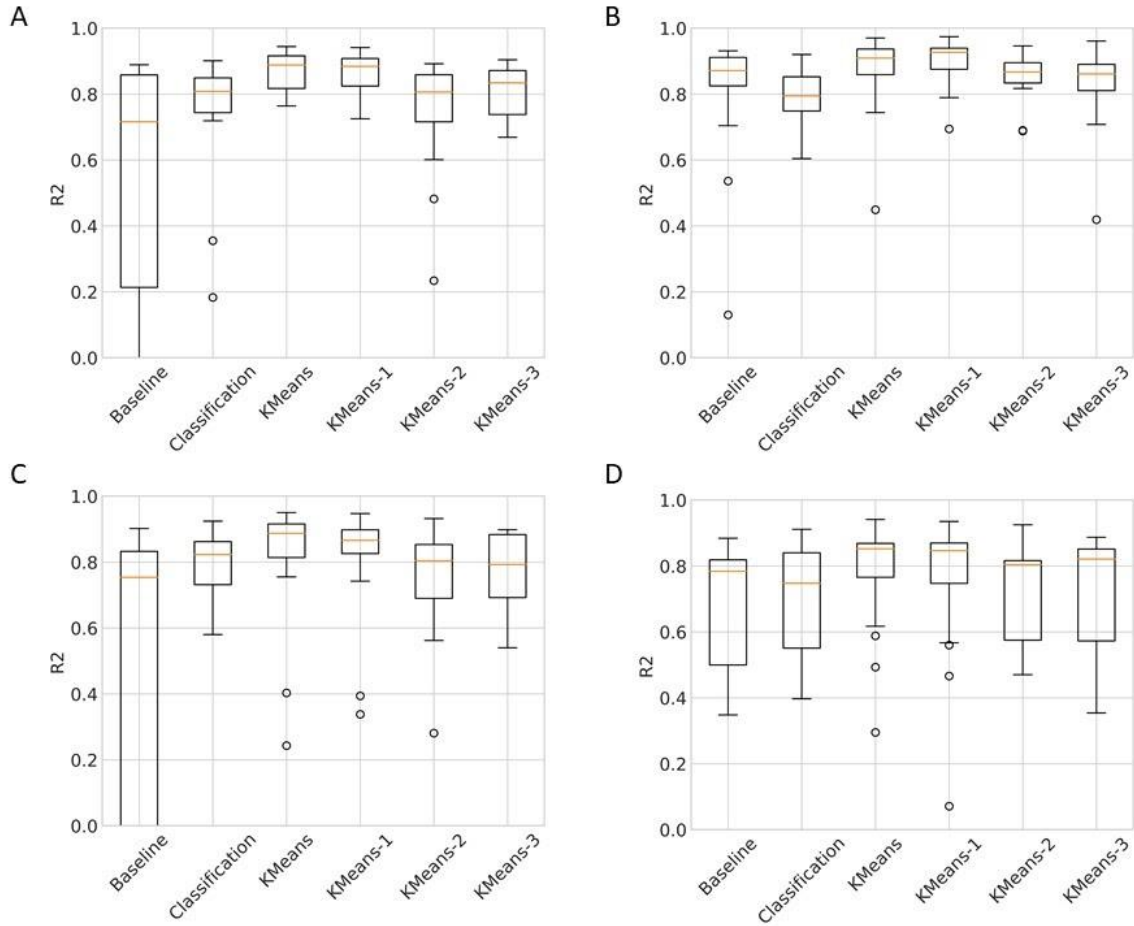 A
1.0
0.8
0.6
0.4
0.2
0.0
R2
Baseline
Classification
KMeans
KMeans-1
KMeans-2
KMeans-3
B
1.0
0.8
0.6
0.4
0.2
0.0
R2
Baseline
Classification
KMeans
KMeans-1
KMeans-2
KMeans-3
C
1.0
0.8
0.6
0.4
0.2
0.0
R2
Baseline
Classification
KMeans
KMeans-1
KMeans-2
KMeans-3
D
1.0
0.8
0.6
0.4
0.2
0.0
R2
Baseline
Classification
KMeans
KMeans-1
KMeans-2
KMeans-3